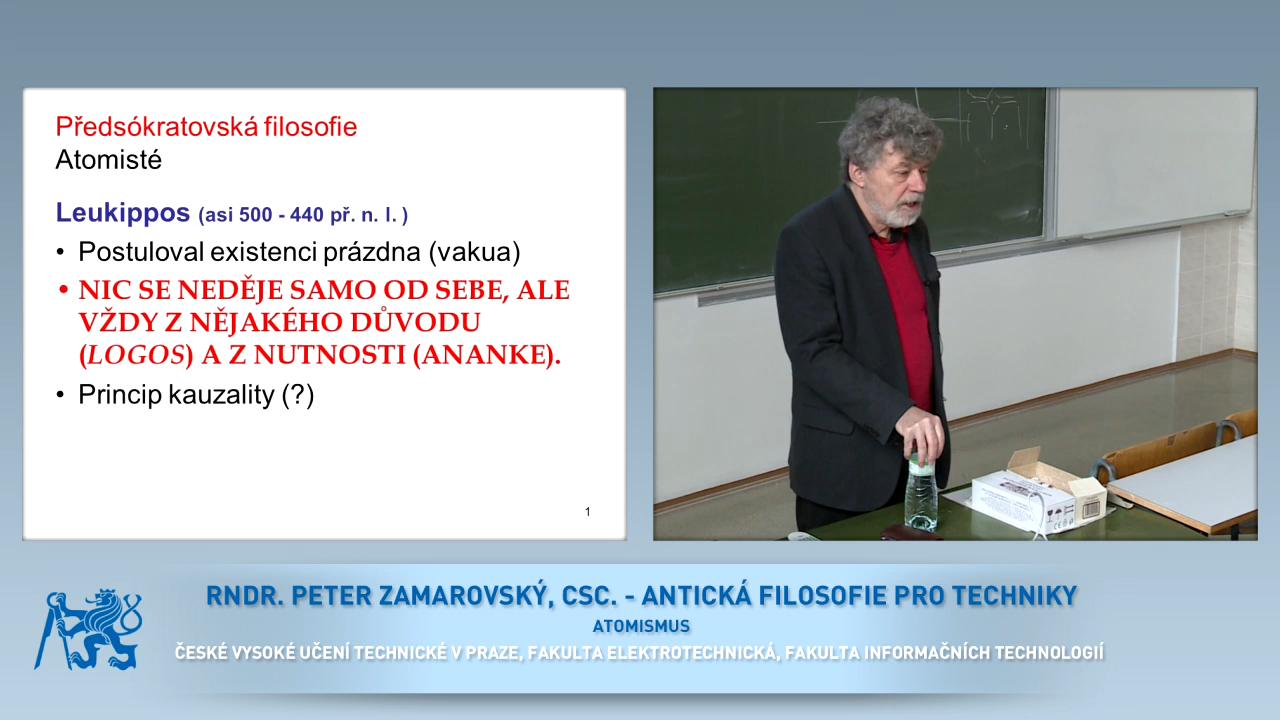 Předsókratovská filosofie
Atomisté
Leukippos (asi 500 - 440 př. n. l. )
• Postuloval existenci prázdna (vakua)
• NIC SE NEDĚJE SAMO OD SEBE, ALE
VŽDY Z NĚJAKÉHO DŮVODU
(LOGOS) A Z NUTNOSTI (ANANKE).
• Princip kauzality (?)
1
RNDR. PETER ZAMAROVSKÝ, CSC. - ANTICKÁ FILOSOFIE PRO TECHNIKY
ATOMISMUS
ČESKÉ VYSOKÉ UČENÍ TECHNICKÉ V PRAZE, FAKULTA ELEKTROTECHNICKÁ, FAKULTA INFORMAČNÍCH TECHNOLOGIÍ